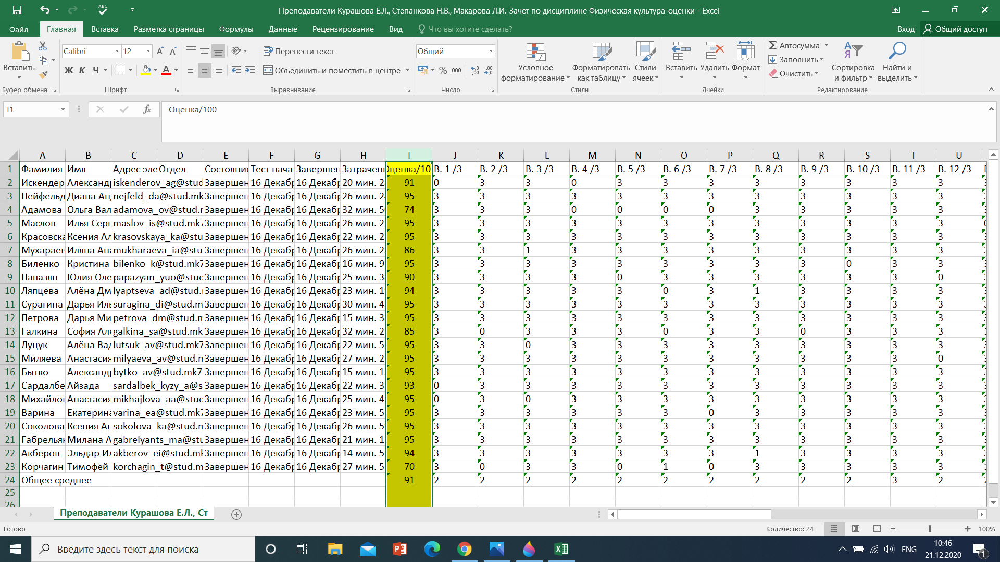 ABC
Преподаватели Курашова Е.Л., Степанкова Н.В., Макарова Л.И.-Зачет по дисциплине Физическая культура-оценки - Excel
Файл Главная Вставка Разметка страницы Формулы Данные Рецензирование Вид Что вы хотите сделать? Вход Общий доступ
Вставить Calibri 12 Перенести текст Общий Условное форматирование Форматировать как таблицу Стили ячеек Вставить Удалить Формат Автосумма Сортировка и фильтр Найти и выделить
Ж К Ч Объединить и поместить в центре % 000 Заполнить
Очистить
Буфер обмена Шрифт Выравнивание Число Стили Ячейки Редактирование
I1 fx Оценка/100
A B C D E F G H I J K L M N O P Q R S T U
1 Фамилия Имя Адрес эле Отдел Состояние Тест начат Завершен Затраченн Оценка/10 В. 1 /3 В. 2 /3 В. 3 /3 В. 4 /3 В. 5 /3 В. 6 /3 В. 7 /3 В. 8 /3 В. 9 /3 В. 10 /3 В. 11 /3 В. 12 /3
2 Искендер Александр iskenderov_ag@stud Завершен 16 Декабр 16 Декабр 20 мин. 28 91 0 3 3 0 3 3 3 3 3 3 3 3
3 Нейфельд Диана Ан nejfeld_da@stud.mk Завершен 16 Декабр 16 Декабр 26 мин. 24 95 3 3 3 3 3 3 3 3 3 3 3 3
4 Адамова Ольга Вал adamova_ov@stud.r Завершен 16 Декабр 16 Декабр 32 мин. 50 74 3 3 3 0 0 0 0 3 3 3 3 3
5 Маслов Илья Серг maslov_is@stud.mk7 Завершен 16 Декабр 16 Декабр 26 мин. 27 95 3 3 3 3 3 3 3 3 3 3 3 3
6 Красовска Ксения Ал krasovskaya_ka@stu Завершен 16 Декабр 16 Декабр 22 мин. 27 95 3 3 3 3 3 3 3 3 3 3 3 3
7 Мухараев Иляна Ана mukharaeva_ia@stu Завершен 16 Декабр 16 Декабр 26 мин. 25 86 3 3 1 3 3 3 3 3 3 3 3 3
8 Биленко Кристина bilenko_k@stud.mk7 Завершен 16 Декабр 16 Декабр 16 мин. 9 95 3 3 3 3 3 3 3 3 3 0 3 3
9 Папазян Юлия Оле papazyan_yuo@stud Завершен 16 Декабр 16 Декабр 25 мин. 38 90 3 3 3 3 0 3 3 3 3 3 3 0
10 Ляпцева Алёна Дм lyaptseva_ad@stud. Завершен 16 Декабр 16 Декабр 23 мин. 19 94 3 3 3 3 3 0 3 1 3 3 3 3
11 Сурагина Дарья Иль suragina_di@stud.m Завершен 16 Декабр 16 Декабр 30 мин. 45 95 3 3 3 3 3 3 3 3 3 3 3 3
12 Петрова Дарья Ми petrova_dm@stud.m Завершен 16 Декабр 16 Декабр 15 мин. 38 95 3 3 3 3 3 3 3 3 3 3 3 3
13 Галкина София Але galkina_sa@stud.mk Завершен 16 Декабр 16 Декабр 32 мин. 2 85 3 0 3 3 3 0 3 3 0 3 3 3
14 Луцук Алёна Вад lutsuk_av@stud.mk7 Завершен 16 Декабр 16 Декабр 22 мин. 5 95 3 3 0 3 3 3 3 3 3 3 3 3
15 Миляева Анастасия milyaeva_av@stud.m Завершен 16 Декабр 16 Декабр 27 мин. 2 95 3 3 3 3 3 3 3 3 3 3 3 0
16 Бытко Александр bytko_av@stud.mk7 Завершен 16 Декабр 16 Декабр 15 мин. 15 95 3 3 3 3 3 3 3 3 3 3 3 3
17 Сардалбе Айзада sardalbek_kyzy_a@s Завершен 16 Декабр 16 Декабр 22 мин. 3 93 0 3 3 3 3 3 3 3 3 3 3 3
18 Михайлов Анастасия mikhajlova_aa@stud Завершен 16 Декабр 16 Декабр 25 мин. 4 95 0 3 0 3 3 3 3 3 3 3 3 3
19 Варина Екатерина varina_ea@stud.mk7 Завершен 16 Декабр 16 Декабр 23 мин. 5 95 3 3 3 3 3 3 0 3 3 3 3 3
20 Соколова Ксения Ан sokolova_ka@stud.m Завершен 16 Декабр 16 Декабр 26 мин. 59 95 3 3 3 3 3 3 3 3 3 3 3 3
21 Габрельян Милана А gabrelyants_ma@stu Завершен 16 Декабр 16 Декабр 21 мин. 1 95 3 3 3 3 3 3 3 3 3 3 3 3
22 Акберов Эльдар Ил akberov_ei@stud.mk Завершен 16 Декабр 16 Декабр 14 мин. 57 94 3 3 3 3 3 3 3 1 3 3 3 3
23 Корчагин Тимофей korchagin_t@stud.m Завершен 16 Декабр 16 Декабр 27 мин. 5 70 3 0 3 3 0 1 0 3 3 3 3 3
24 Общее среднее 91 2 2 2 2 2 2 2 2 2 2 3 2
25
26
Преподаватели Курашова Е.Л., Ст
Готово Количество: 24 100%
Введите здесь текст для поиска ENG 10:46
21.12.2020 1